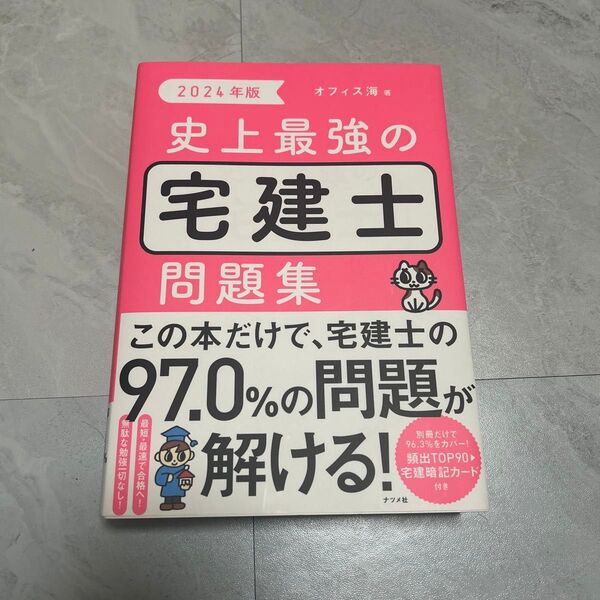 2024年版
オフィス海 著
史上最強の
宅建士
問題集
この本だけで、宅建士の
97.0%の問題が
解ける!
最短・最速で合格へ!
無駄な勉強一切なし!
別冊だけで
96.3%をカバー!
頻出TOP90
宅建暗記カード
付き
ナツメ社